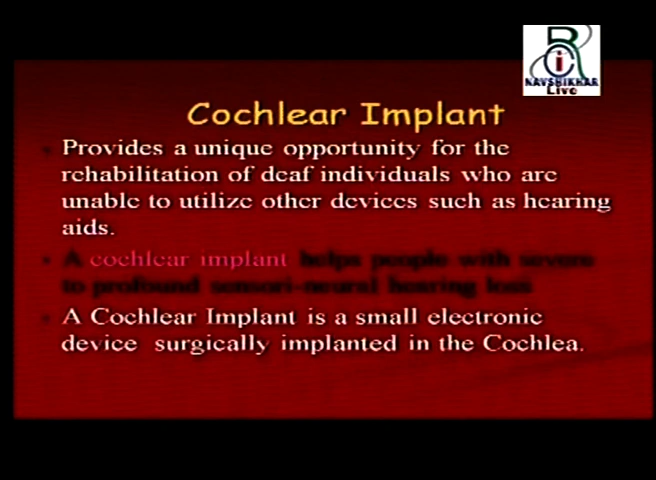 NAVSHIKHAR
Live
Cochlear Implant
Provides a unique opportunity for the
rehabilitation of deaf individuals who are
unable to utilize other devices such as hearing
aids.
A cochlear implant helps people with severe
to profound sensori-neural hearing loss
A Cochlear Implant is a small electronic
device surgically implanted in the Cochlea.